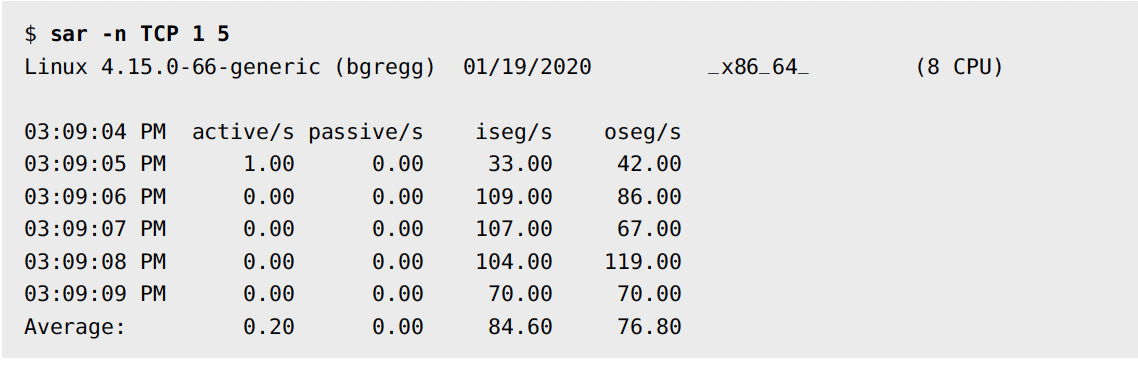 $ sar -n TCP 1 5
Linux 4.15.0-66-generic (bgregg)  01/19/2020         _x86_64_        (8 CPU)
03:09:04 PM  active/s passive/s    iseg/s    oseg/s
03:09:05 PM      1.00      0.00     33.00     42.00
03:09:06 PM      0.00      0.00    109.00     86.00
03:09:07 PM      0.00      0.00    107.00     67.00
03:09:08 PM      0.00      0.00    104.00    119.00
03:09:09 PM      0.00      0.00     70.00     70.00
Average:         0.20      0.00     84.60     76.80